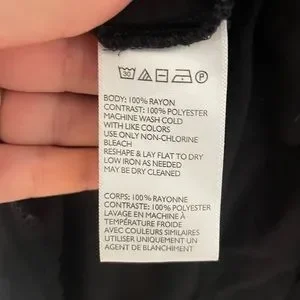 30 P
BODY: 100% RAYON
CONTRAST: 100% POLYESTER
MACHINE WASH COLD
WITH LIKE COLORS
USE ONLY NON-CHLORINE
BLEACH
RESHAPE & LAY FLAT TO DRY
LOW IRON AS NEEDED
MAY BE DRY CLEANED
CORPS: 100% RAYONNE
CONTRASTE: 100% POLYESTER
LAVAGE EN MACHINE À
TEMPÉRATURE FROIDE
AVEC COULEURS SIMILAIRES
UTILISER UNIQUEMENT UN
AGENT DE BLANCHIMENT